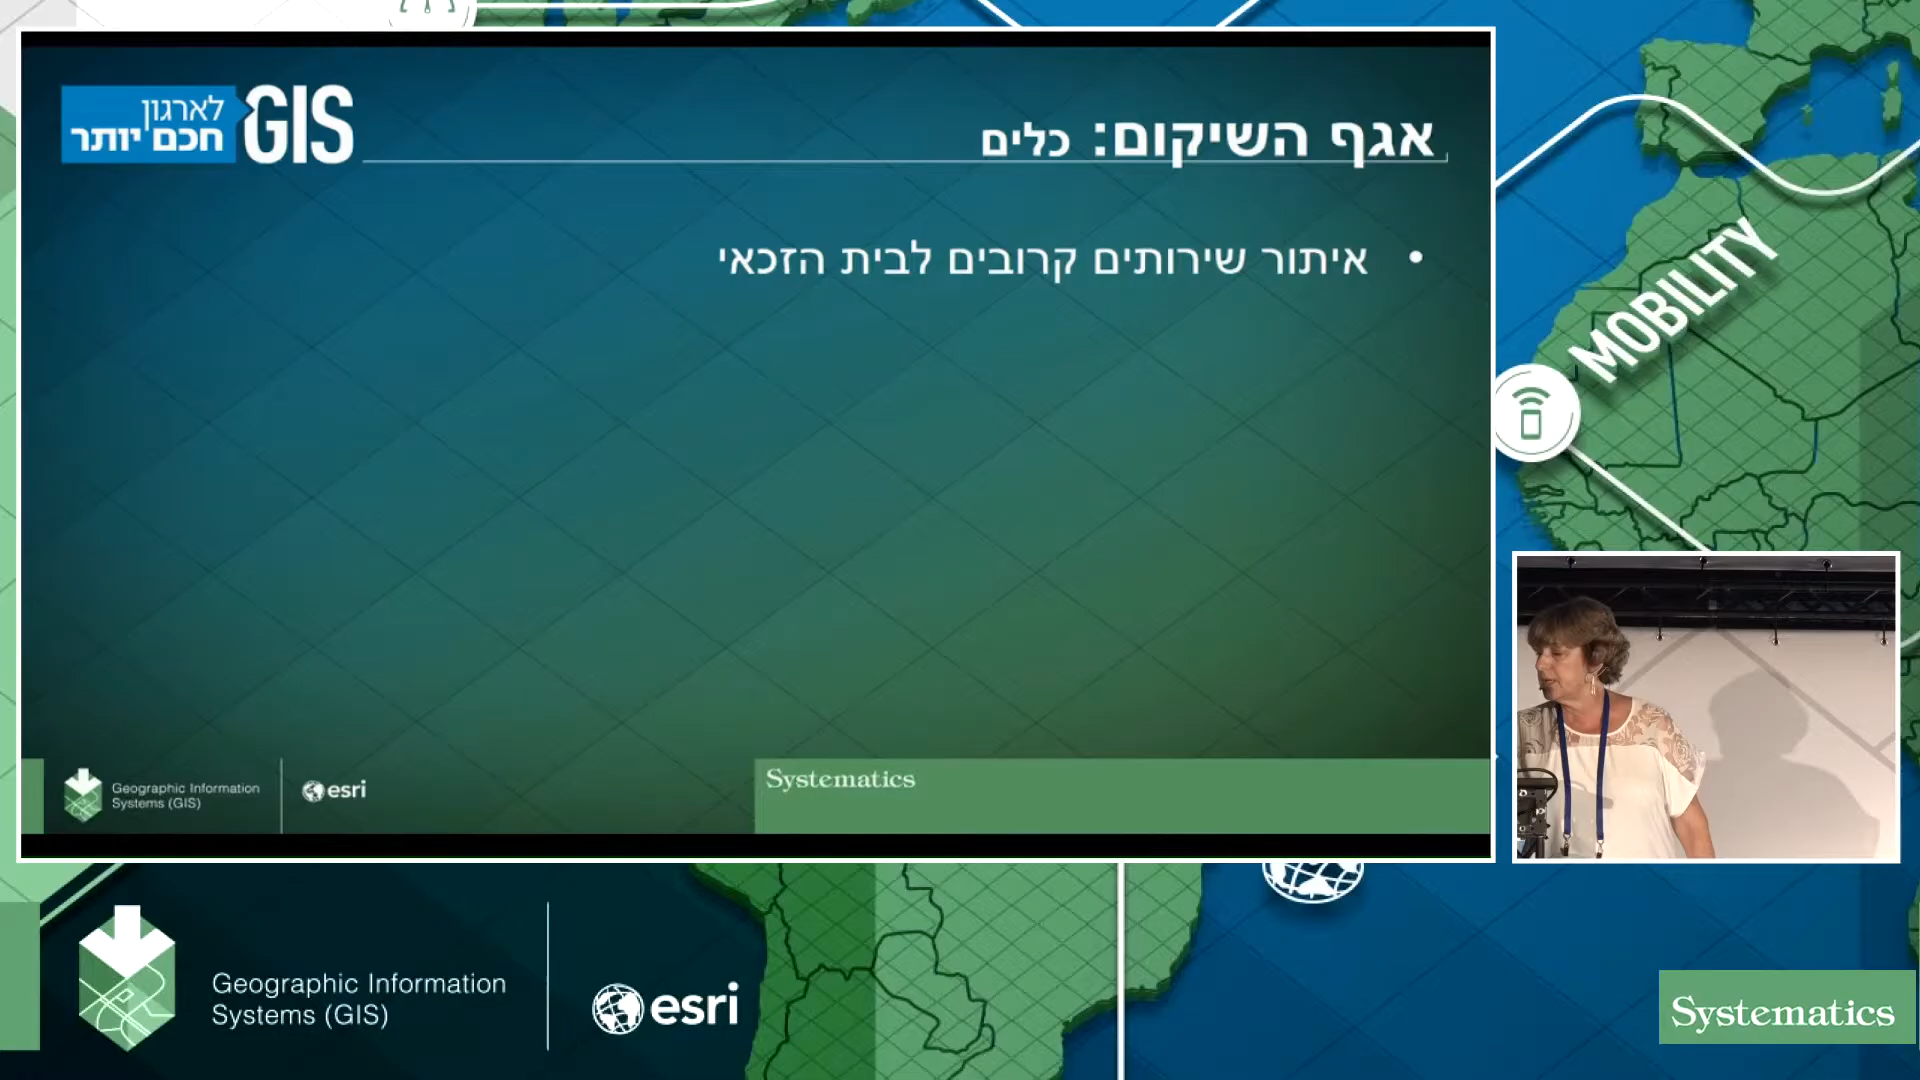 לארגון
חכם יותר
GIS
אגף השיקום: כלים
• איתור שירותים קרובים לבית הזכאי
MOBILITY
Geographic Information
Systems (GIS)
esri
Systematics
Geographic Information
Systems (GIS)
esri
Systematics